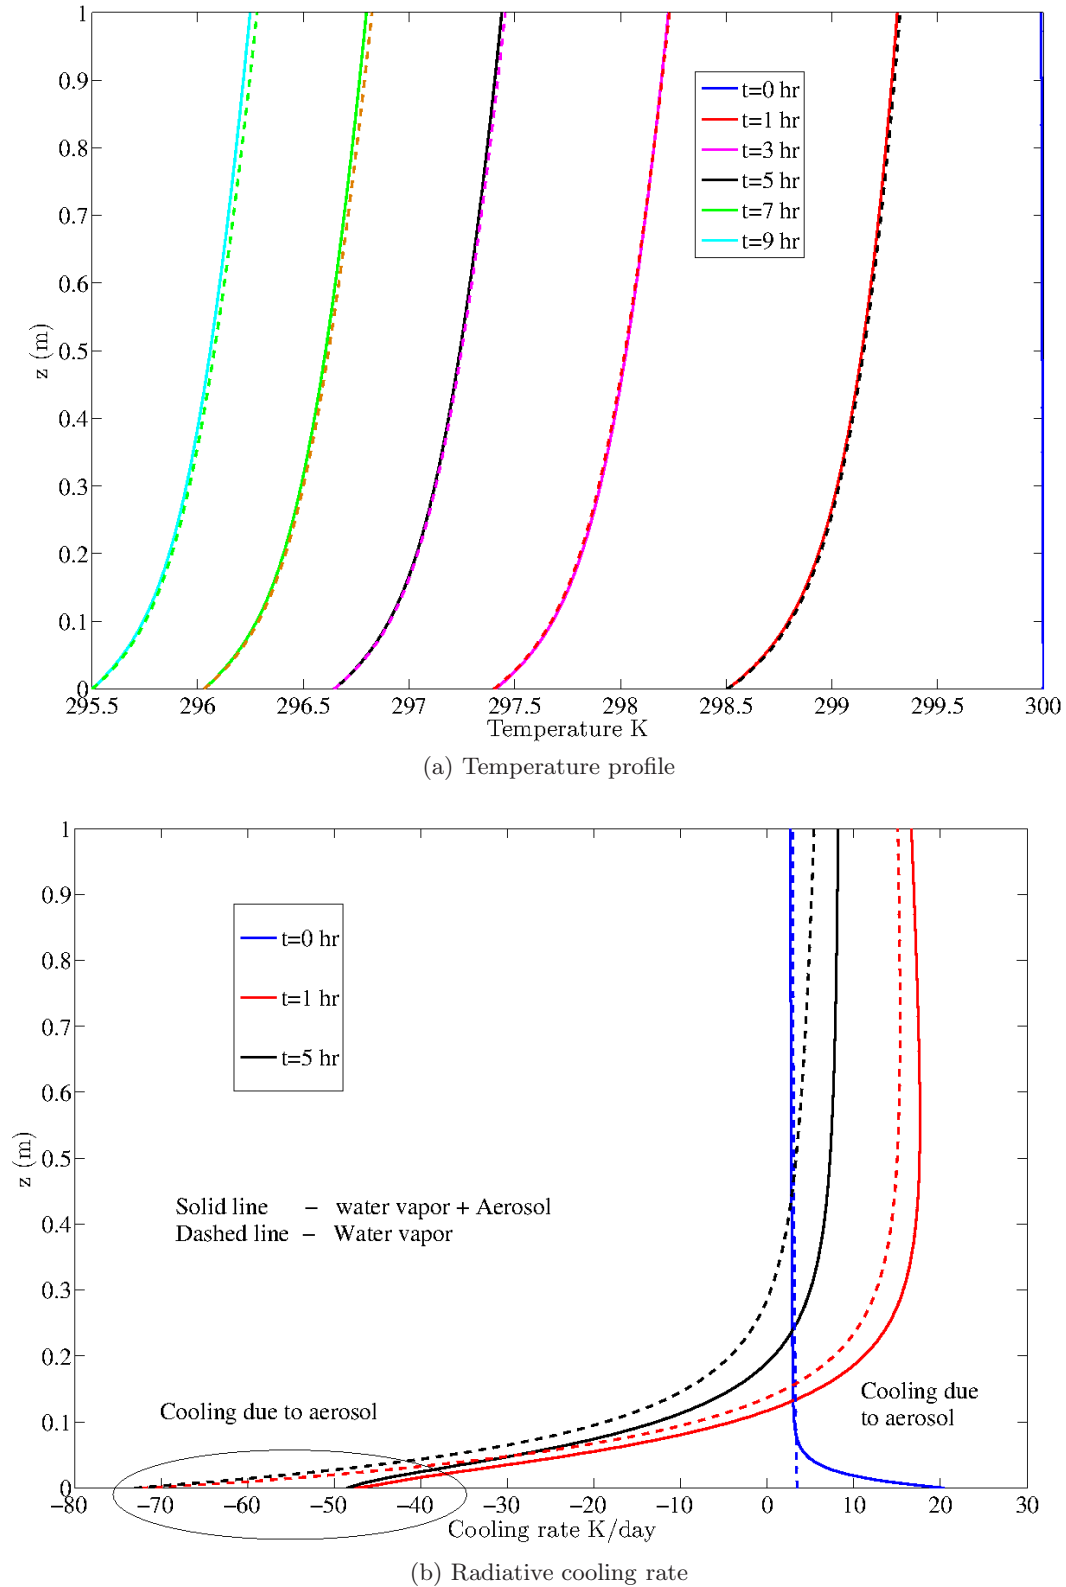 1
0.9
0.8
0.7
0.6
0.5
0.4
0.3
0.2
0.1
0
z (m)
t=0 hr
t=1 hr
t=3 hr
t=5 hr
t=7 hr
t=9 hr
295.5 296 296.5 297 297.5 298 298.5 299 299.5 300
Temperature K
(a) Temperature profile
1
0.9
0.8
0.7
0.6
0.5
0.4
0.3
0.2
0.1
0
z (m)
t=0 hr
t=1 hr
t=5 hr
Solid line – water vapor + Aerosol
Dashed line – Water vapor
Cooling due to aerosol
Cooling due
to aerosol
−80 −70 −60 −50 −40 −30 −20 −10 0 10 20 30
Cooling rate K/day
(b) Radiative cooling rate